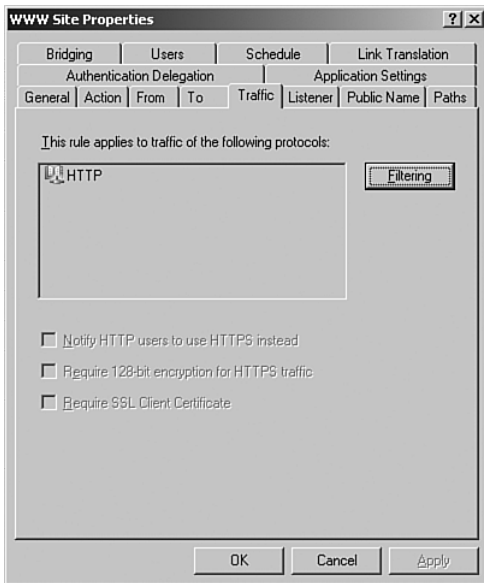 WWW Site Properties
Bridging Users Schedule Link Translation
Authentication Delegation Application Settings
General Action From To Traffic Listener Public Name Paths
This rule applies to traffic of the following protocols:
HTTP
Filtering
Notify HTTP users to use HTTPS instead
Require 128-bit encryption for HTTPS traffic
Require SSL Client Certificate
OK Cancel Apply